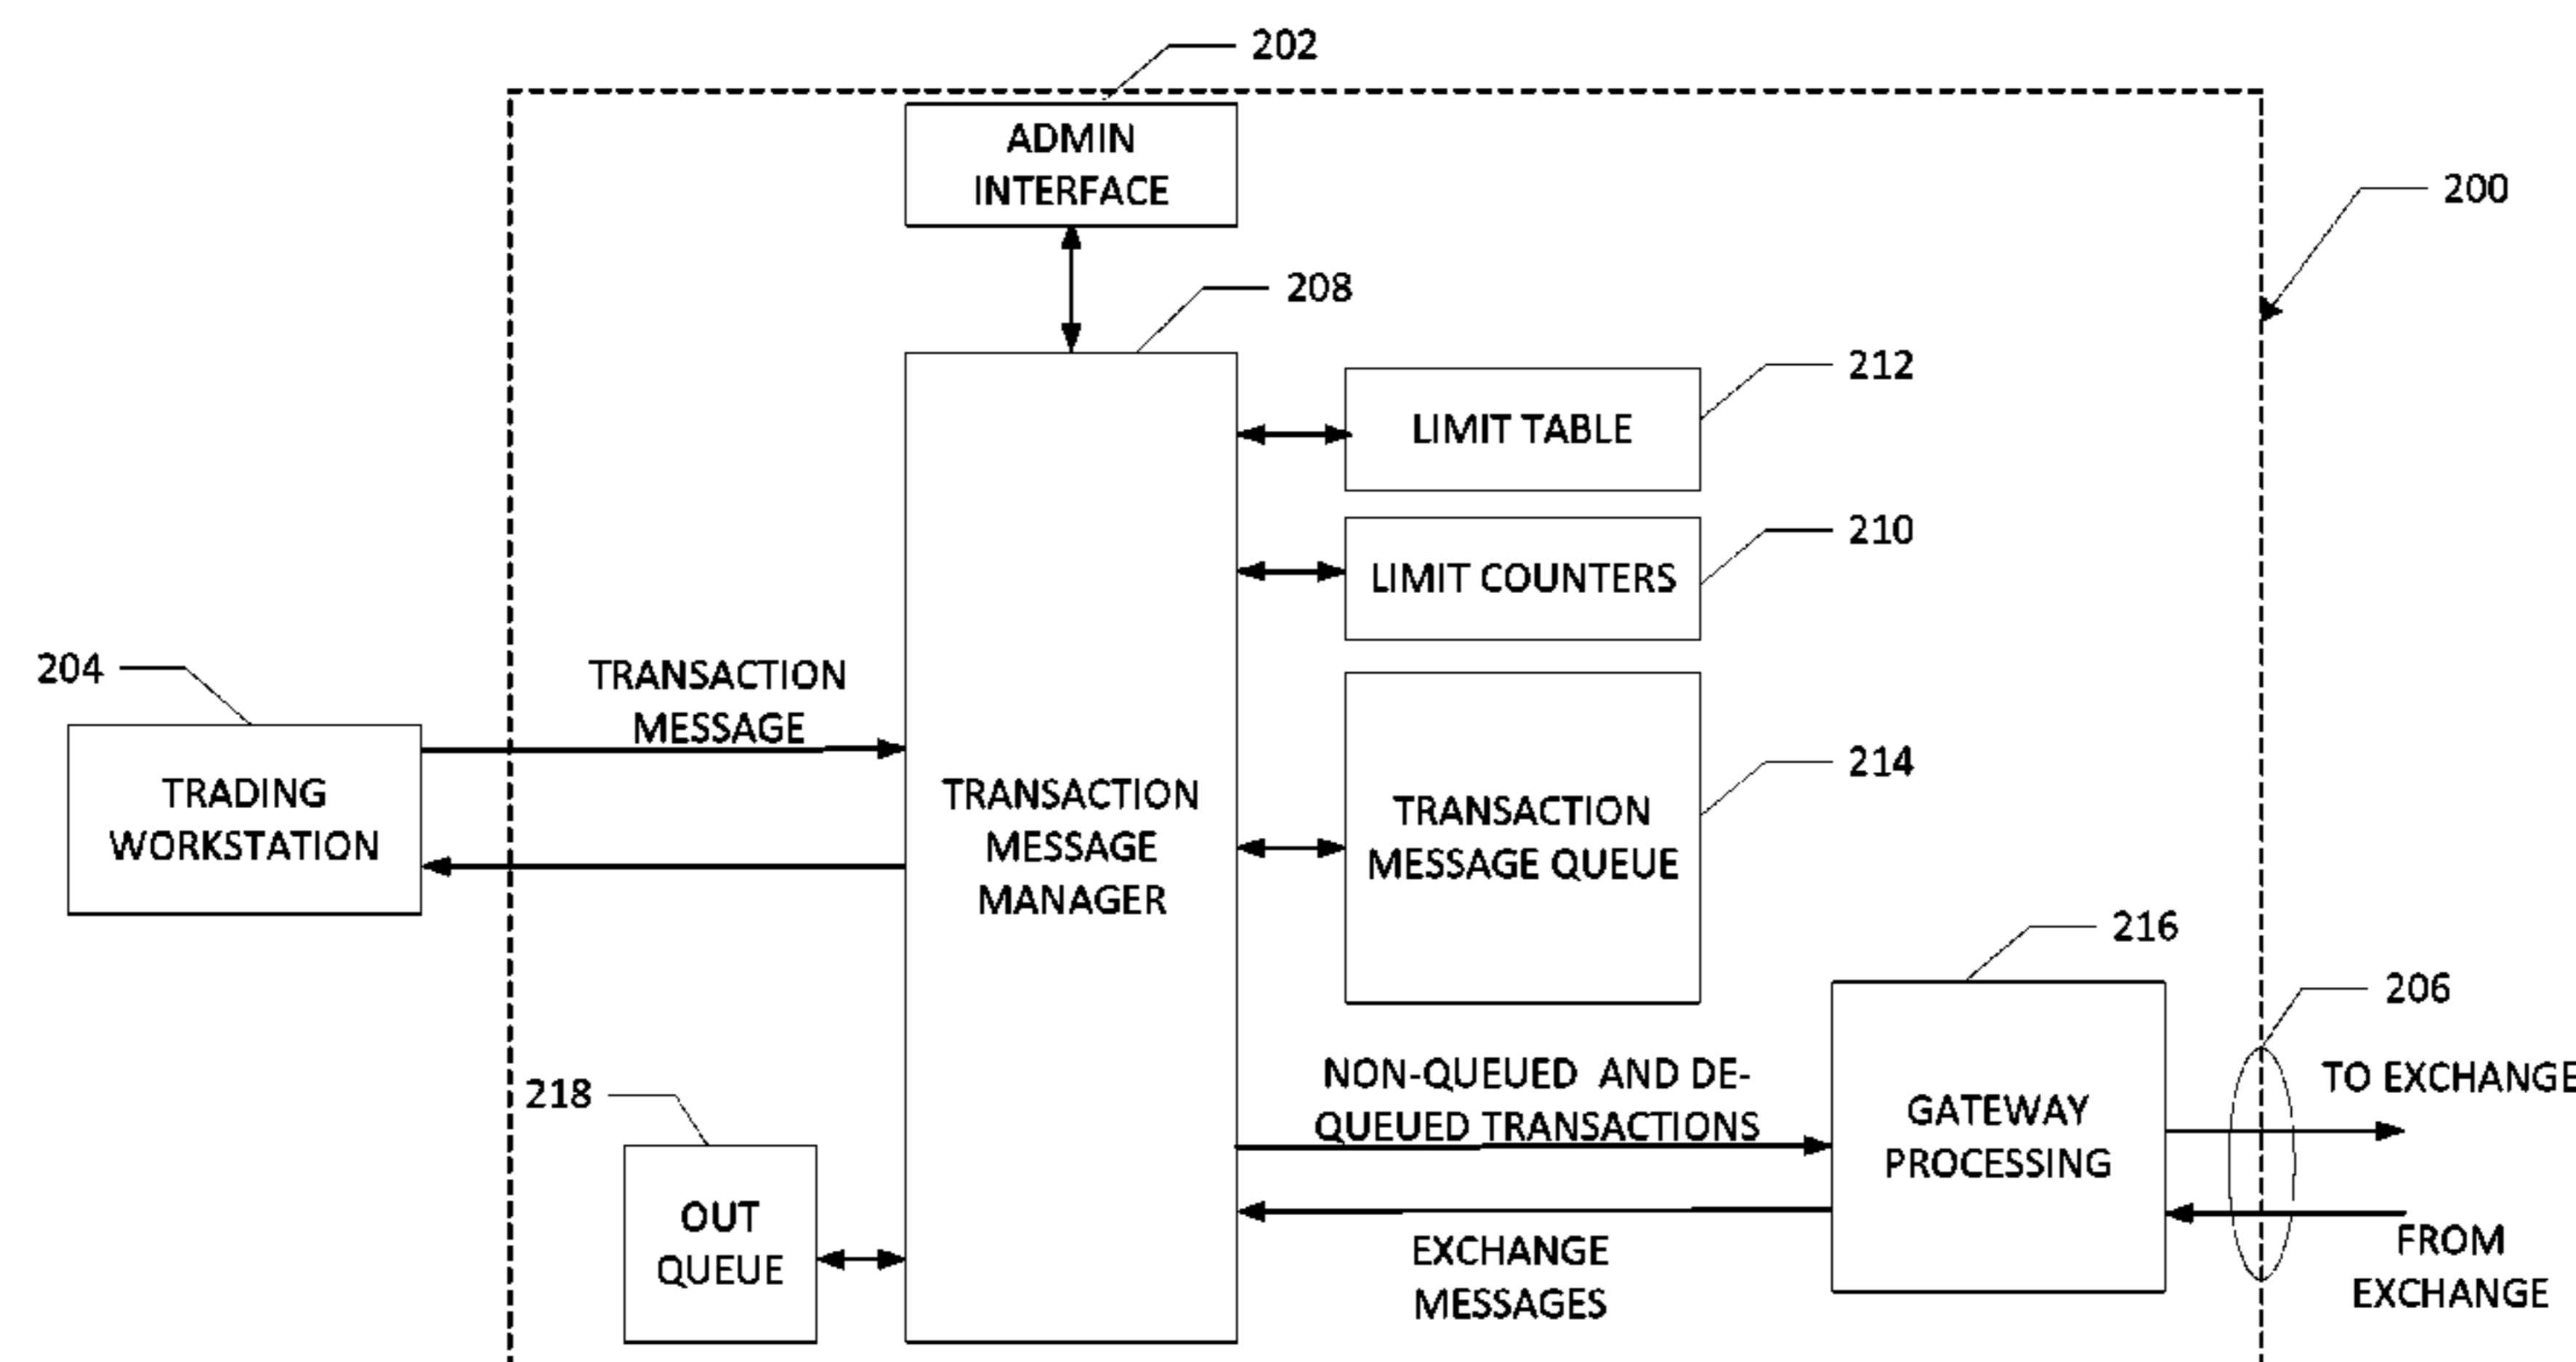 202
ADMIN
INTERFACE
200
208
212
LIMIT TABLE
210
LIMIT COUNTERS
204
TRANSACTION
MESSAGE
214
TRADING
WORKSTATION
TRANSACTION
MESSAGE
MANAGER
TRANSACTION
MESSAGE QUEUE
216
206
218
NON-QUEUED AND DE-
QUEUED TRANSACTIONS
GATEWAY
PROCESSING
TO EXCHANGE
OUT
QUEUE
EXCHANGE
MESSAGES
FROM
EXCHANGE